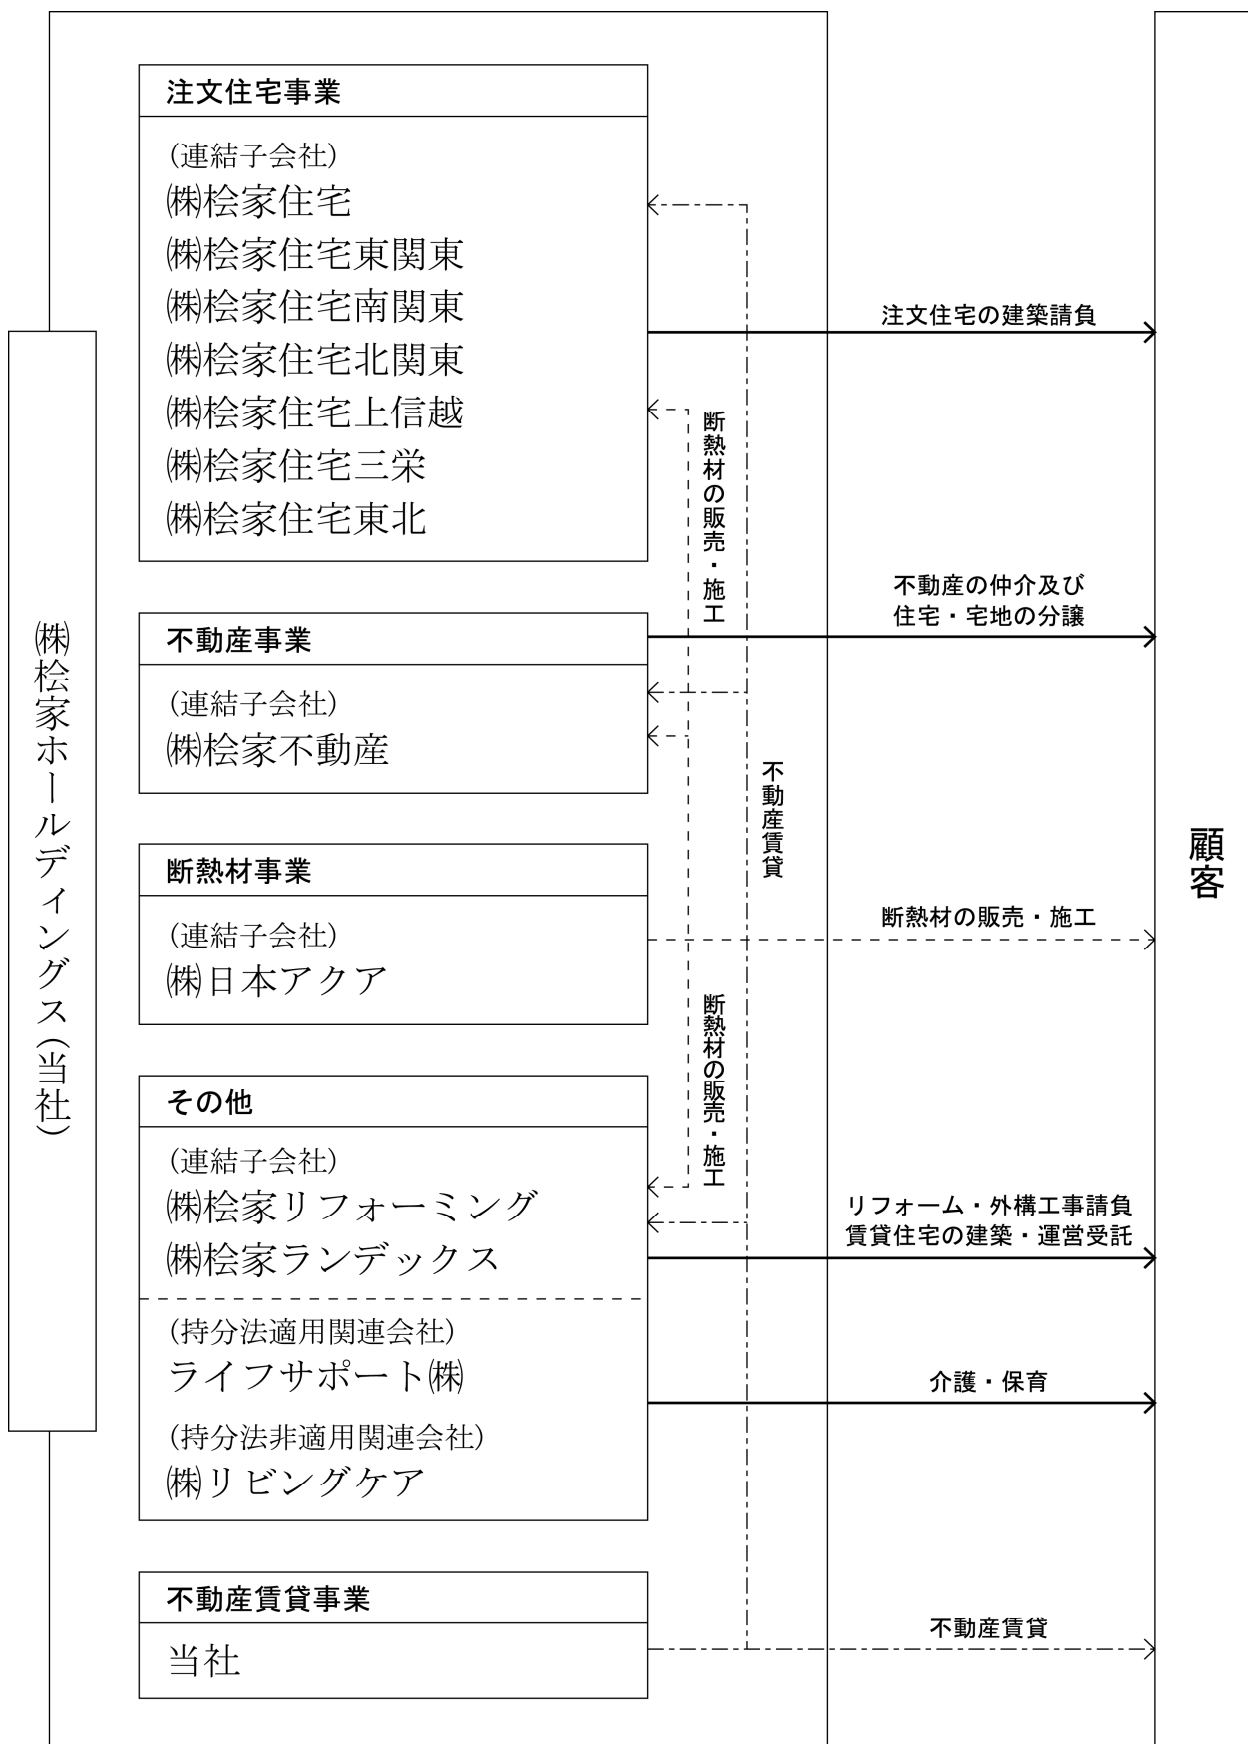 ㈱桧家ホールディングス(当社)
注文住宅事業
(連結子会社)
㈱桧家住宅
㈱桧家住宅東関東
㈱桧家住宅南関東
㈱桧家住宅北関東
㈱桧家住宅上信越
㈱桧家住宅三栄
㈱桧家住宅東北
注文住宅の建築請負
断熱材の販売・施工
不動産事業
(連結子会社)
㈱桧家不動産
不動産の仲介及び
住宅・宅地の分譲
不動産賃貸
断熱材事業
(連結子会社)
㈱日本アクア
断熱材の販売・施工
断熱材の販売・施工
その他
(連結子会社)
㈱桧家リフォーミング
㈱桧家ランデックス
リフォーム・外構工事請負
賃貸住宅の建築・運営受託
(持分法適用関連会社)
ライフサポート㈱
(持分法非適用関連会社)
㈱リビングケア
介護・保育
不動産賃貸事業
当社
不動産賃貸
顧客